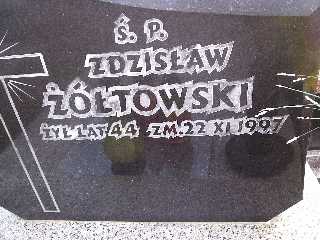 Ś. P.
ZDZISŁAW
ŻÓŁTOWSKI
ŻYŁ LAT 44 ZM. 22 XI 1997